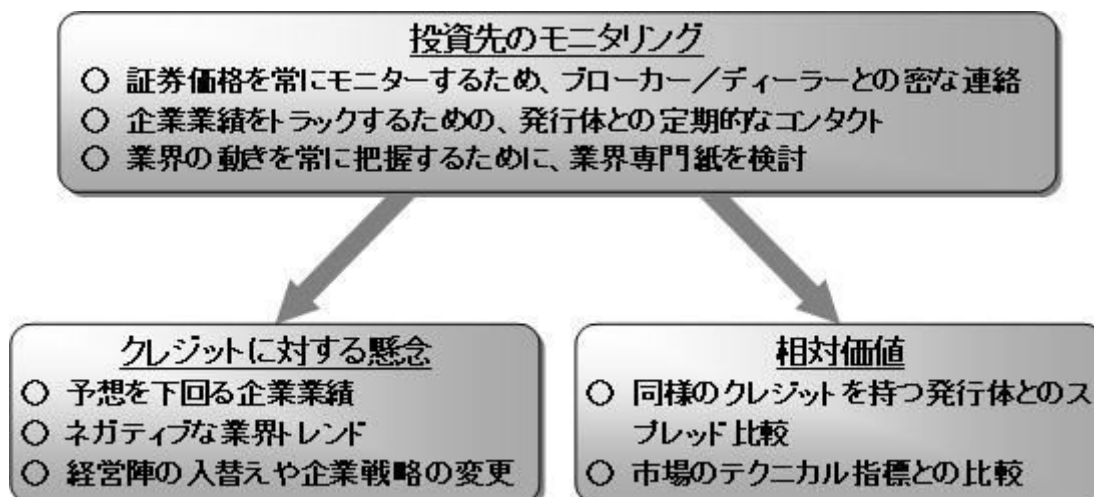 投資先のモニタリング
○ 証券価格を常にモニターするため、ブローカー／ディーラーとの密な連絡
○ 企業業績をトラックするための、発行体との定期的なコンタクト
○ 業界の動きを常に把握するために、業界専門紙を検討
クレジットに対する懸念
○ 予想を下回る企業業績
○ ネガティブな業界トレンド
○ 経営陣の入替えや企業戦略の変更
相対価値
○ 同様のクレジットを持つ発行体とのス
プレッド比較
○ 市場のテクニカル指標との比較